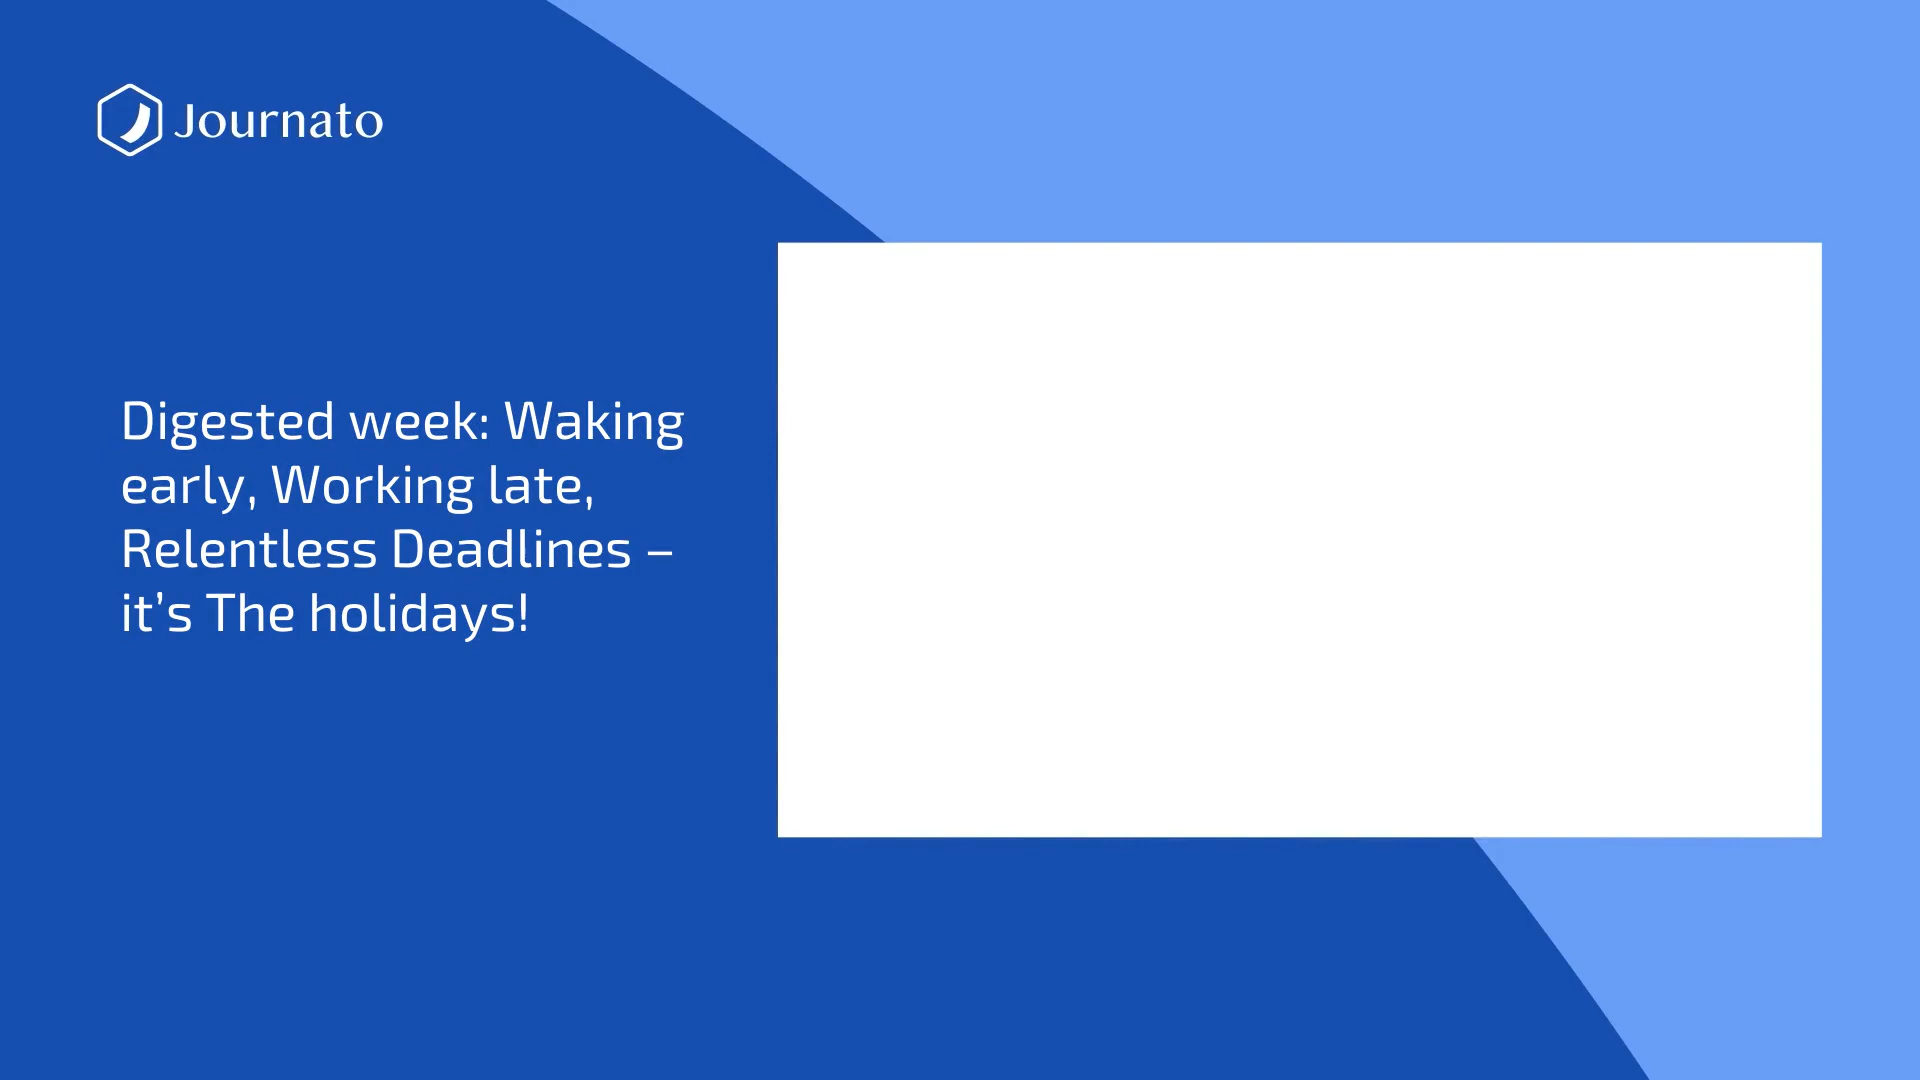 Journato
Digested week: Waking
early, Working late,
Relentless Deadlines –
it’s The holidays!